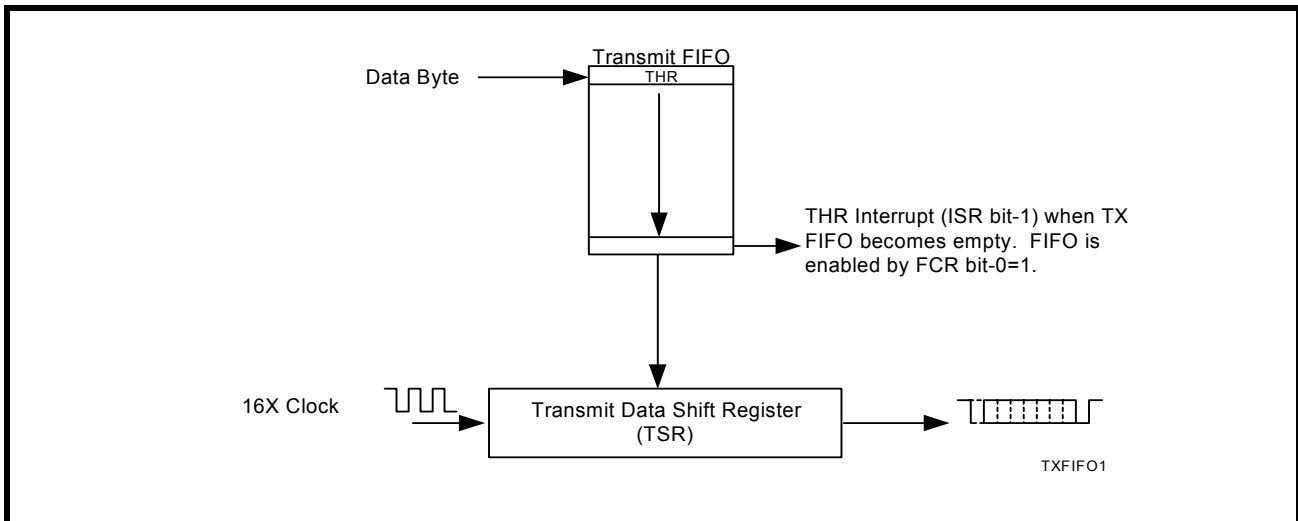 Transmit FIFO
Data Byte
THR
THR Interrupt (ISR bit-1) when TX
FIFO becomes empty. FIFO is
enabled by FCR bit-0=1.
16X Clock
Transmit Data Shift Register
(TSR)
TXFIFO1